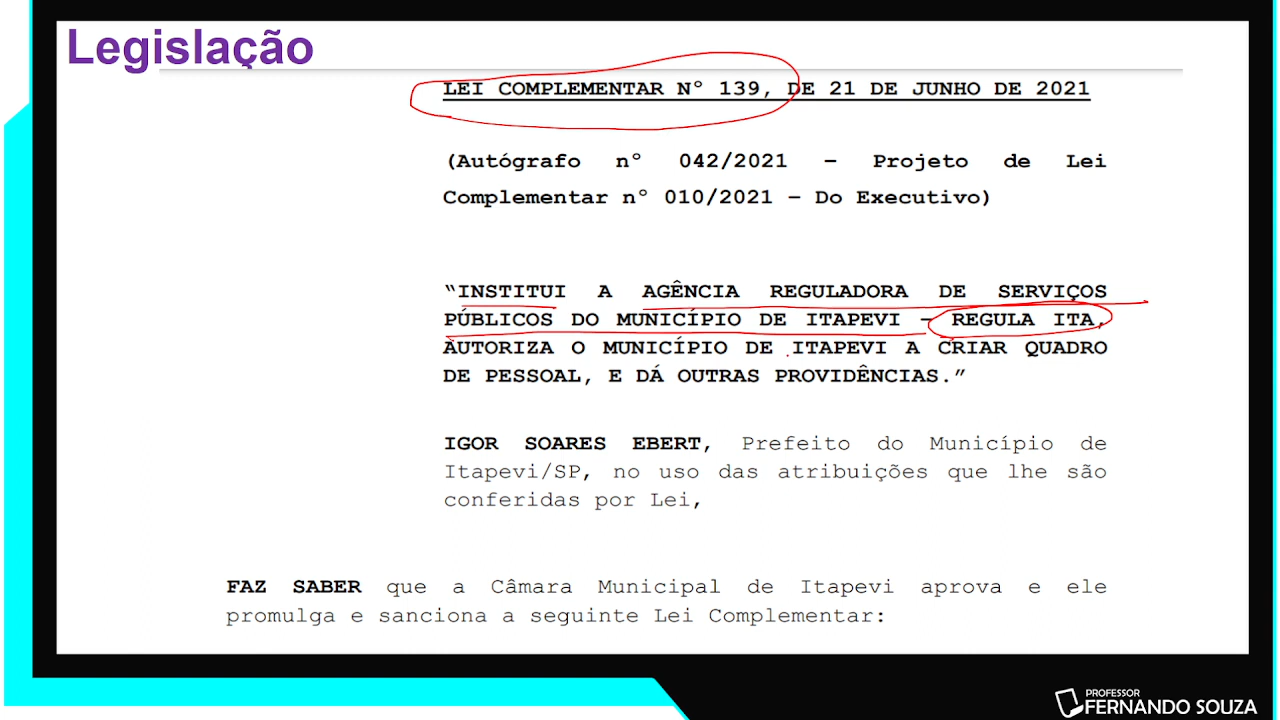 Legislação
LEI COMPLEMENTAR Nº 139, DE 21 DE JUNHO DE 2021
(Autógrafo nº 042/2021 – Projeto de Lei
Complementar nº 010/2021 – Do Executivo)
“INSTITUI A AGÊNCIA REGULADORA DE SERVIÇOS
PÚBLICOS DO MUNICÍPIO DE ITAPEVI – REGULA ITA,
AUTORIZA O MUNICÍPIO DE ITAPEVI A CRIAR QUADRO
DE PESSOAL, E DÁ OUTRAS PROVIDÊNCIAS.”
IGOR SOARES EBERT, Prefeito do Município de
Itapevi/SP, no uso das atribuições que lhe são
conferidas por Lei,
FAZ SABER que a Câmara Municipal de Itapevi aprova e ele
promulga e sanciona a seguinte Lei Complementar:
PROFESSOR
FERNANDO SOUZA